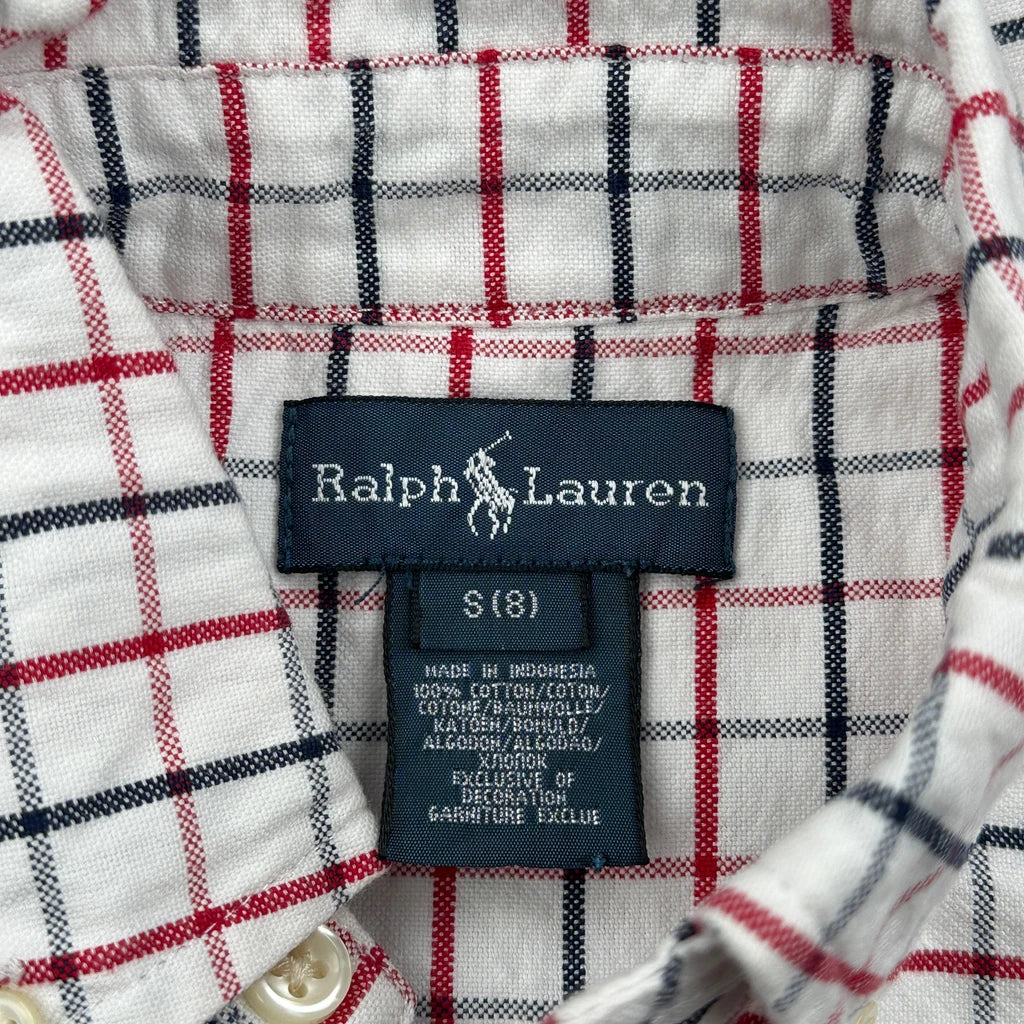 Ralph Lauren
S (8)
MADE IN INDONESIA
100% COTTON/COTON/
COTONE/BAUMWOLLE/
KATOEN/BOMULD/
ALGODON/ALGODÃO/
ХЛОПОК
EXCLUSIVE OF
DECORATION
GARNITURE EXCLUE